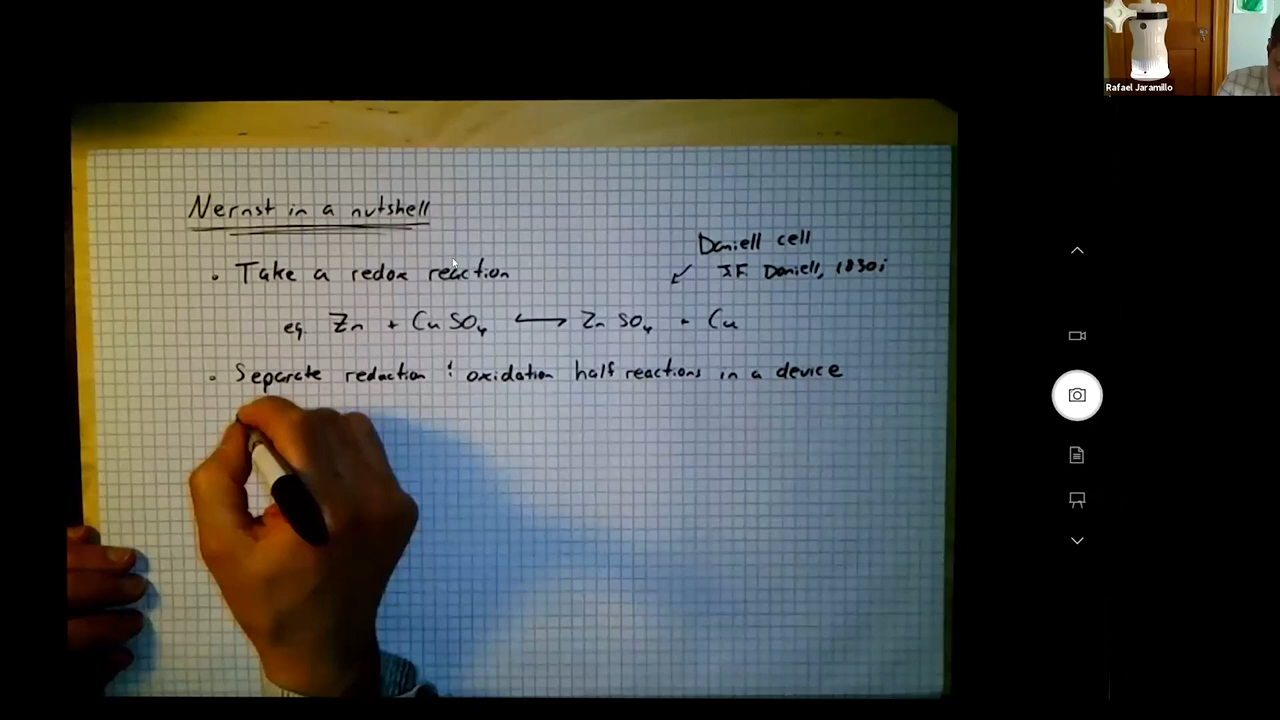 Nernst in a nutshell
Daniell cell
• Take a redox reaction
↙ J.F. Daniell, 1830s
eg. Zn + CuSO₄ ⟷ ZnSO₄ + Cu
• Separate reduction & oxidation half reactions in a device
Rafael Jaramillo